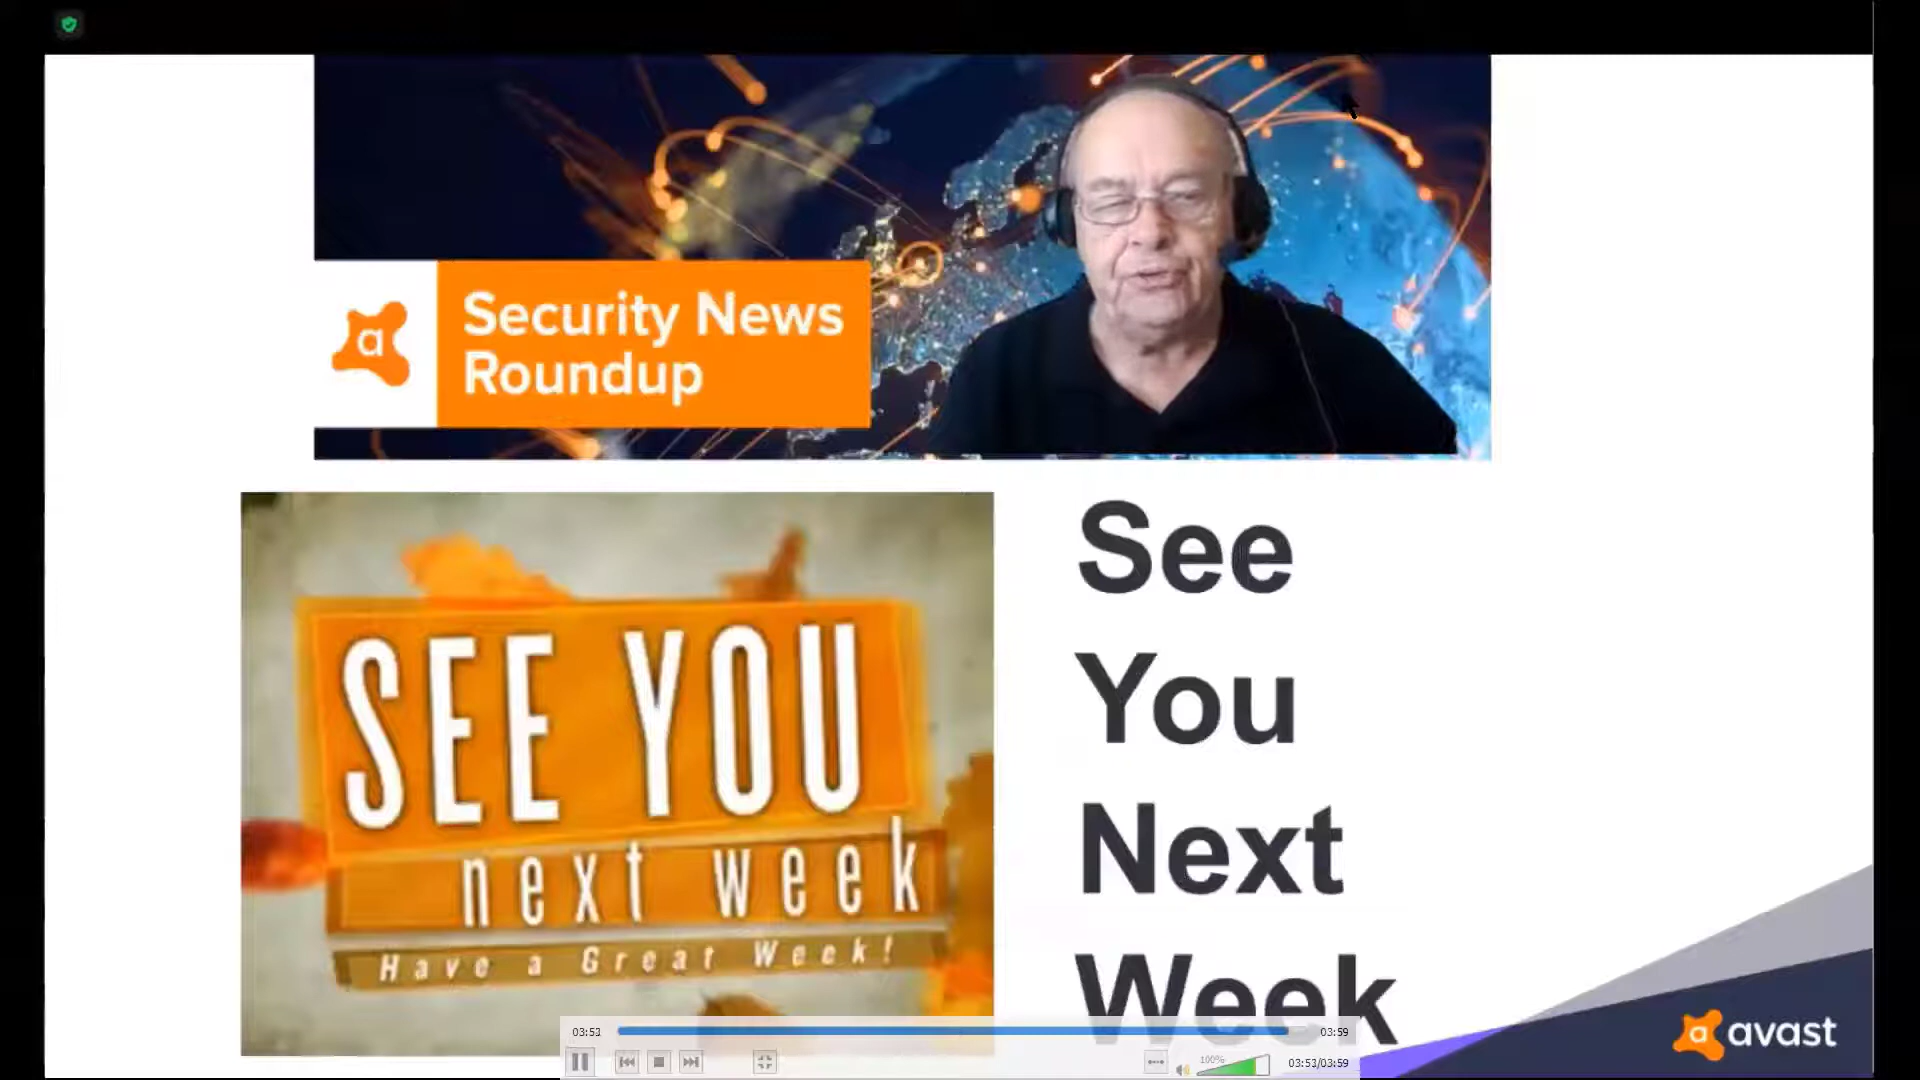 a
Security News
Roundup
SEE YOU
next week
Have a Great Week!
See
You
Next
Week
a avast
03:53
03:59
100%
03:53/03:59